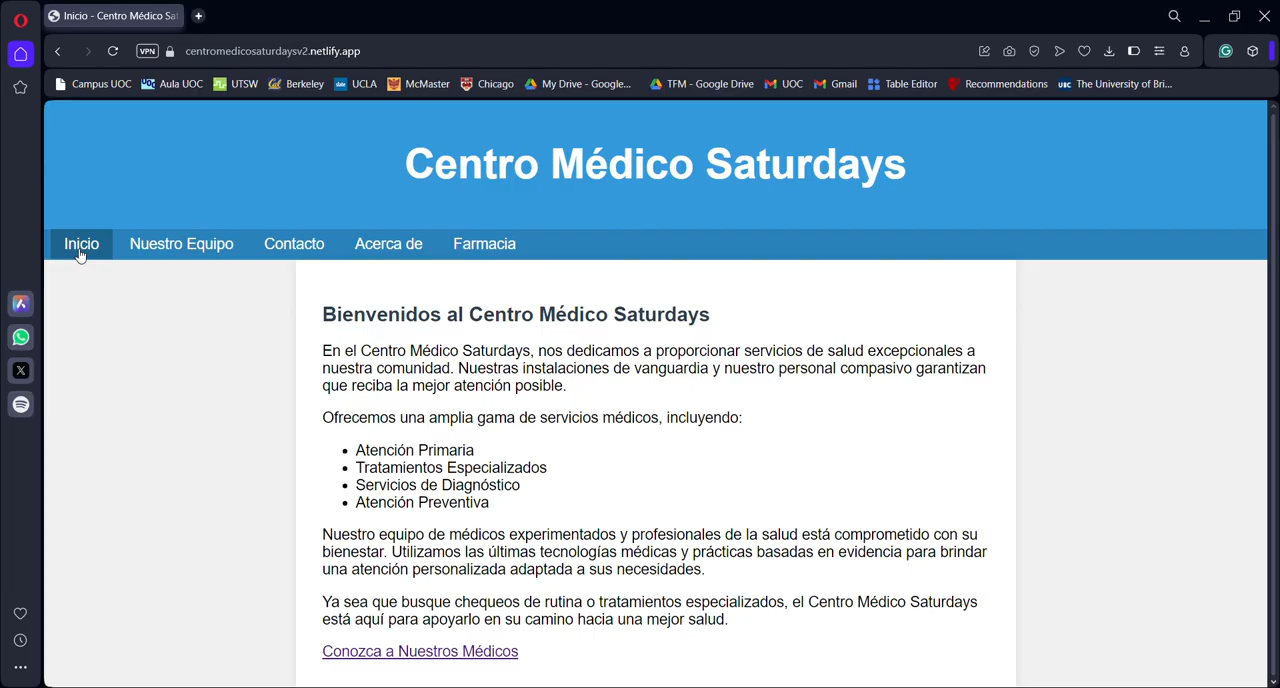 Inicio - Centro Médico Sat
VPN centromedicosaturdaysv2.netlify.app
Campus UOC UOC Aula UOC UTSW Berkeley UCLA McMaster Chicago My Drive - Google... TFM - Google Drive UOC Gmail Table Editor Recommendations UBC The University of Bri...
Centro Médico Saturdays
Inicio Nuestro Equipo Contacto Acerca de Farmacia
Bienvenidos al Centro Médico Saturdays
En el Centro Médico Saturdays, nos dedicamos a proporcionar servicios de salud excepcionales a
nuestra comunidad. Nuestras instalaciones de vanguardia y nuestro personal compasivo garantizan
que reciba la mejor atención posible.
Ofrecemos una amplia gama de servicios médicos, incluyendo:
• Atención Primaria
• Tratamientos Especializados
• Servicios de Diagnóstico
• Atención Preventiva
Nuestro equipo de médicos experimentados y profesionales de la salud está comprometido con su
bienestar. Utilizamos las últimas tecnologías médicas y prácticas basadas en evidencia para brindar
una atención personalizada adaptada a sus necesidades.
Ya sea que busque chequeos de rutina o tratamientos especializados, el Centro Médico Saturdays
está aquí para apoyarlo en su camino hacia una mejor salud.
Conozca a Nuestros Médicos